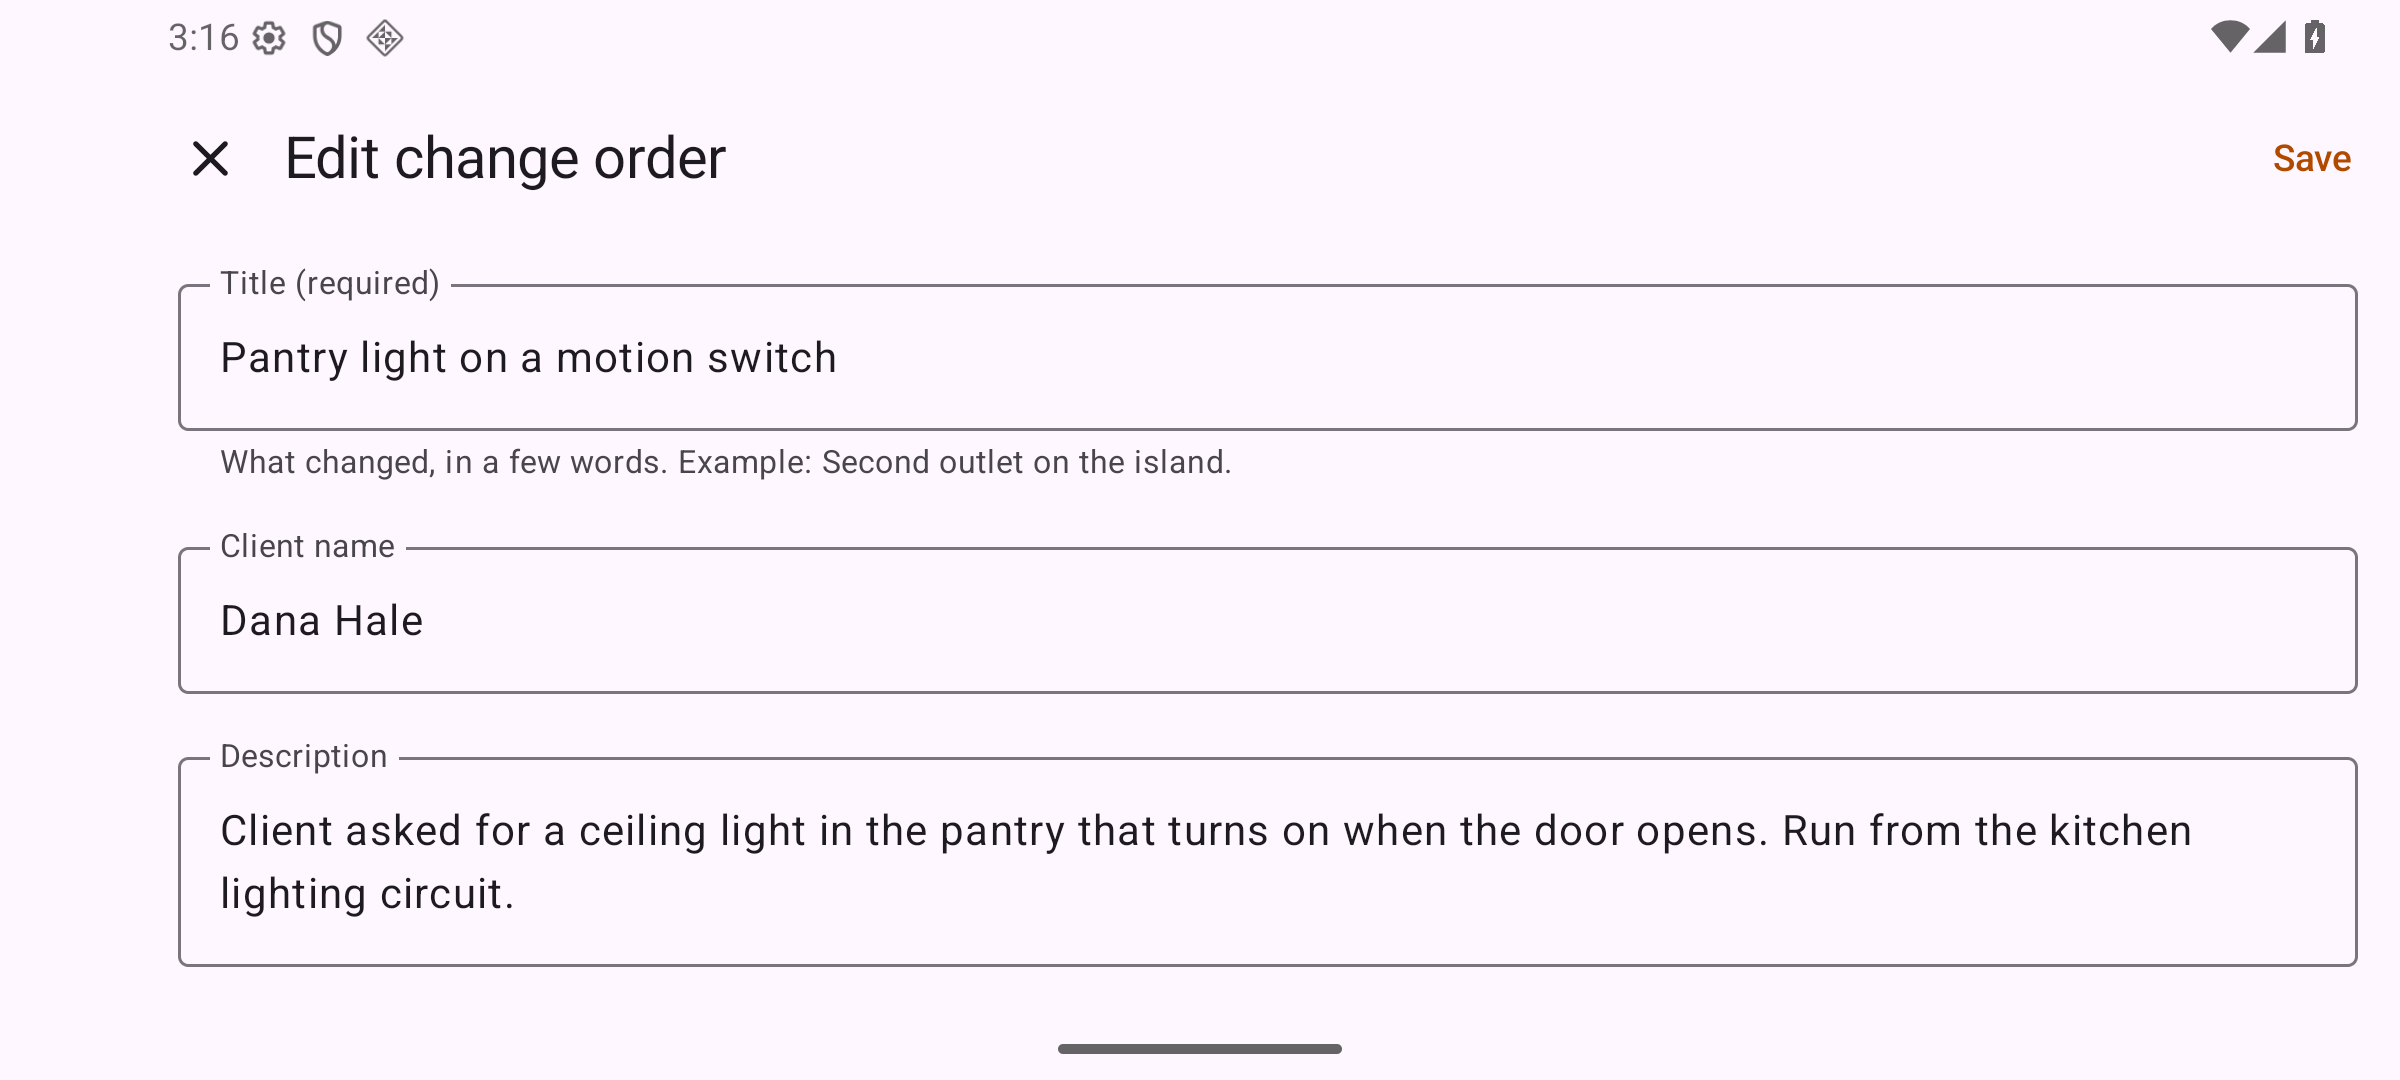 3:16
Edit change order
Save
Title (required)
Pantry light on a motion switch
What changed, in a few words. Example: Second outlet on the island.
Client name
Dana Hale
Description
Client asked for a ceiling light in the pantry that turns on when the door opens. Run from the kitchen
lighting circuit.